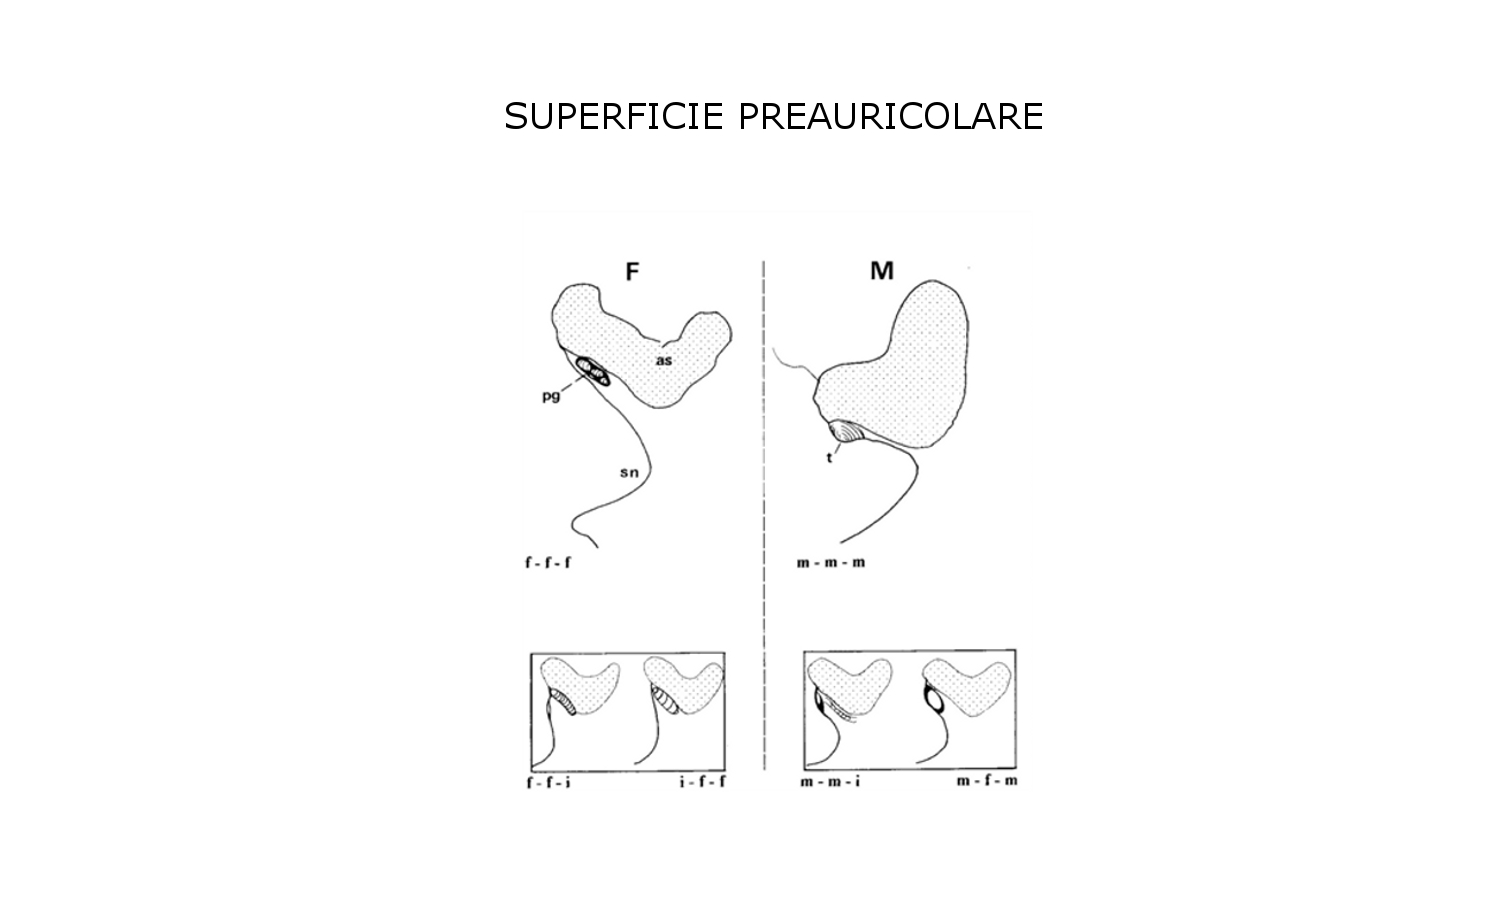 SUPERFICIE PREAURICOLARE
F
M
as
pg
t
sn
f - f - f
m - m - m
f - f - i
i - f - f
m - m - i
m - f - m